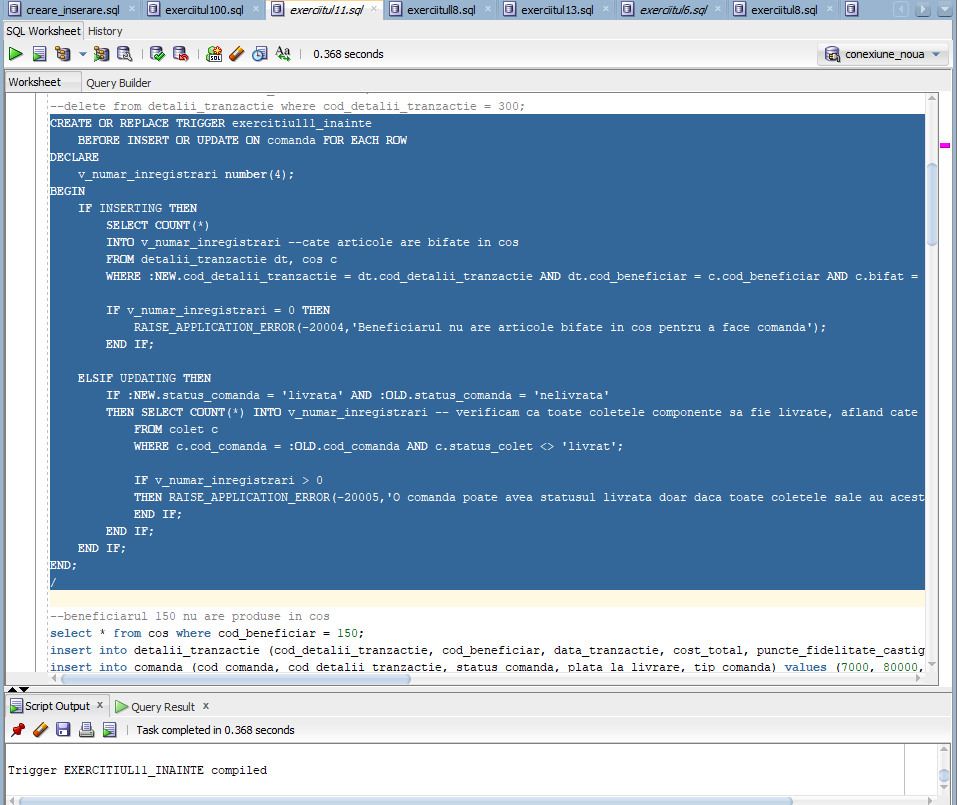 creare_inserare.sql
exerciitul100.sql
exerciitul11.sql
exerciitul8.sql
exerciitul13.sql
exerciitul6.sql
exerciitul8.sql
SQL Worksheet History
0.368 seconds
conexiune_noua
Worksheet Query Builder
--delete from detalii_tranzactie where cod_detalii_tranzactie = 300;
CREATE OR REPLACE TRIGGER exercitiul11_inainte
BEFORE INSERT OR UPDATE ON comanda FOR EACH ROW
DECLARE
v_numar_inregistrari number(4);
BEGIN
IF INSERTING THEN
SELECT COUNT(*)
INTO v_numar_inregistrari --cate articole are bifate in cos
FROM detalii_tranzactie dt, cos c
WHERE :NEW.cod_detalii_tranzactie = dt.cod_detalii_tranzactie AND dt.cod_beneficiar = c.cod_beneficiar AND c.bifat =
IF v_numar_inregistrari = 0 THEN
RAISE_APPLICATION_ERROR(-20004,'Beneficiarul nu are articole bifate in cos pentru a face comanda');
END IF;
ELSIF UPDATING THEN
IF :NEW.status_comanda = 'livrata' AND :OLD.status_comanda = 'nelivrata'
THEN SELECT COUNT(*) INTO v_numar_inregistrari -- verificam ca toate coletele componente sa fie livrate, afland cate
FROM colet c
WHERE c.cod_comanda = :OLD.cod_comanda AND c.status_colet <> 'livrat';
IF v_numar_inregistrari > 0
THEN RAISE_APPLICATION_ERROR(-20005,'O comanda poate avea statusul livrata doar daca toate coletele sale au acest
END IF;
END IF;
END IF;
END;
/
--beneficiarul 150 nu are produse in cos
select * from cos where cod_beneficiar = 150;
insert into detalii_tranzactie (cod_detalii_tranzactie, cod_beneficiar, data_tranzactie, cost_total, puncte_fidelitate_castig
insert into comanda (cod_comanda, cod_detalii_tranzactie, status_comanda, plata_la_livrare, tip_comanda) values (7000, 80000,
Script Output Query Result
Task completed in 0.368 seconds
Trigger EXERCITIUL11_INAINTE compiled